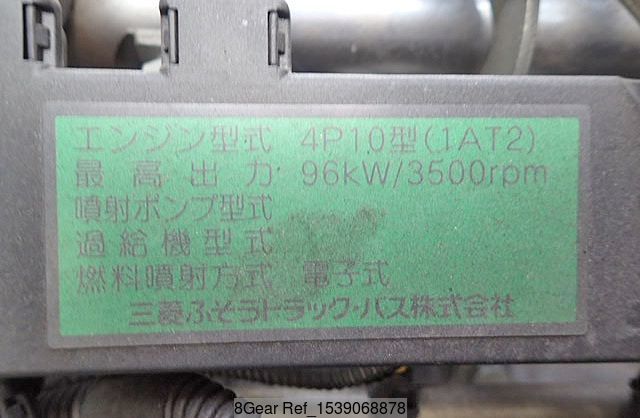 エンジン型式 4P10型(1AT2)
最高出力 96kW/3500rpm
噴射ポンプ型式
過給機型式
燃料噴射方式 電子式
三菱ふそうトラック・バス株式会社
8Gear Ref_1539068878